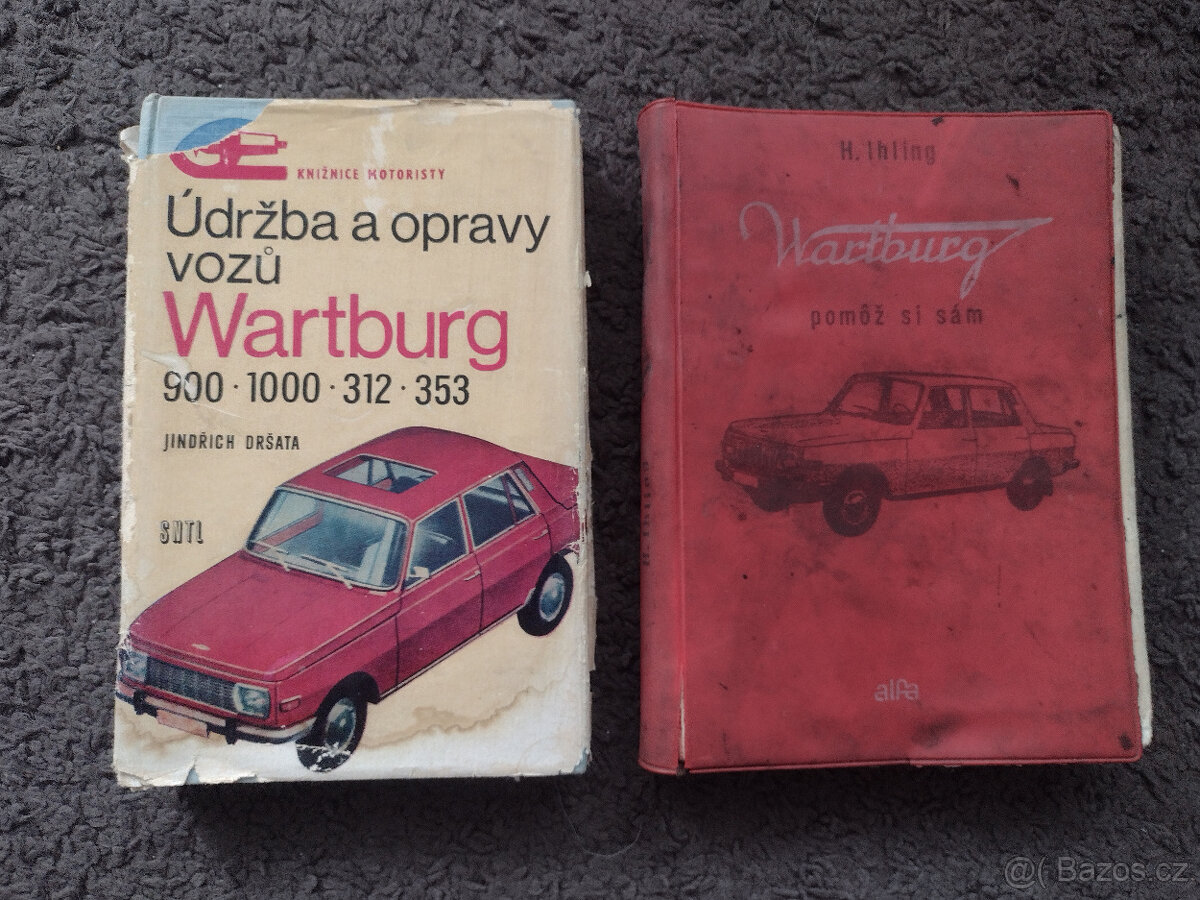 KNIŽNICE MOTORISTY
Údržba a opravy
vozů
Wartburg
900 · 1000 · 312 · 353
JINDŘICH DRŠATA
SNTL
H. Ihling
Wartburg
pomôž si sám
alfa
@( Bazos.cz